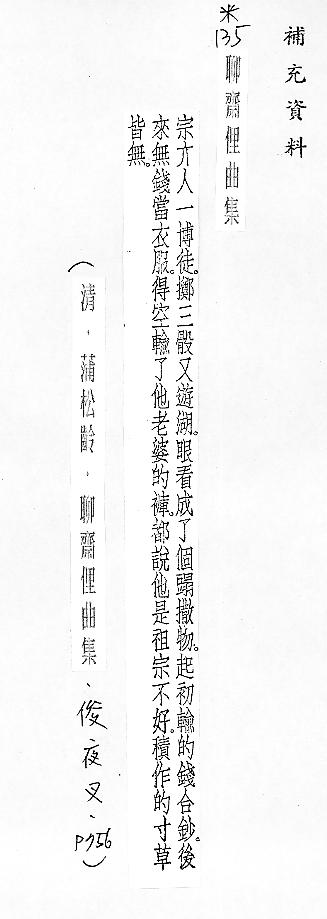 補充資料
※135 聊齋俚曲集
宗人一博徒。擲三骰又遊湖。眼看成了個撒物。起初輸的錢合鈔。後
來無錢當衣服。得空輸了他老婆的褲。都說他是祖宗不好。積作的寸草
皆無。
(清．蒲松齡．聊齋俚曲集、俊夜叉．)